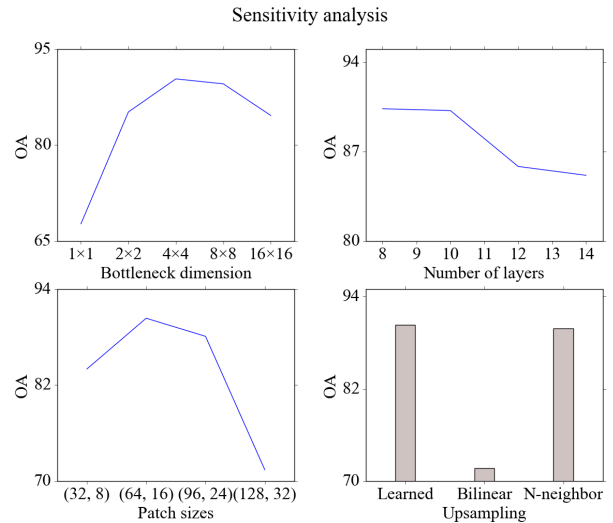 Sensitivity analysis
95
80
65
OA
1×1 2×2 4×4 8×8 16×16
Bottleneck dimension
94
87
80
OA
8 9 10 11 12 13 14
Number of layers
94
82
70
OA
(32, 8) (64, 16) (96, 24) (128, 32)
Patch sizes
94
82
70
OA
Learned Bilinear N-neighbor
Upsampling